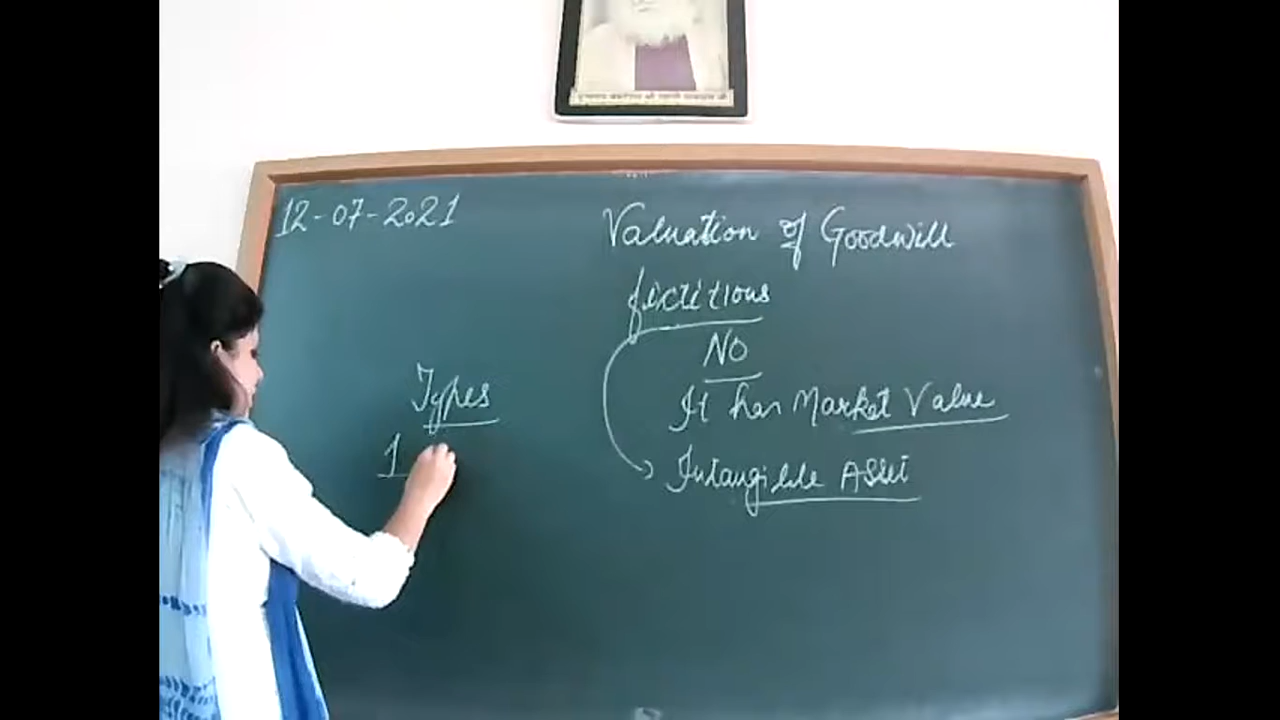 12-07-2021
Valuation of Goodwill
fictitious
NO
It has Market Value
Intangible Asset
Types
1